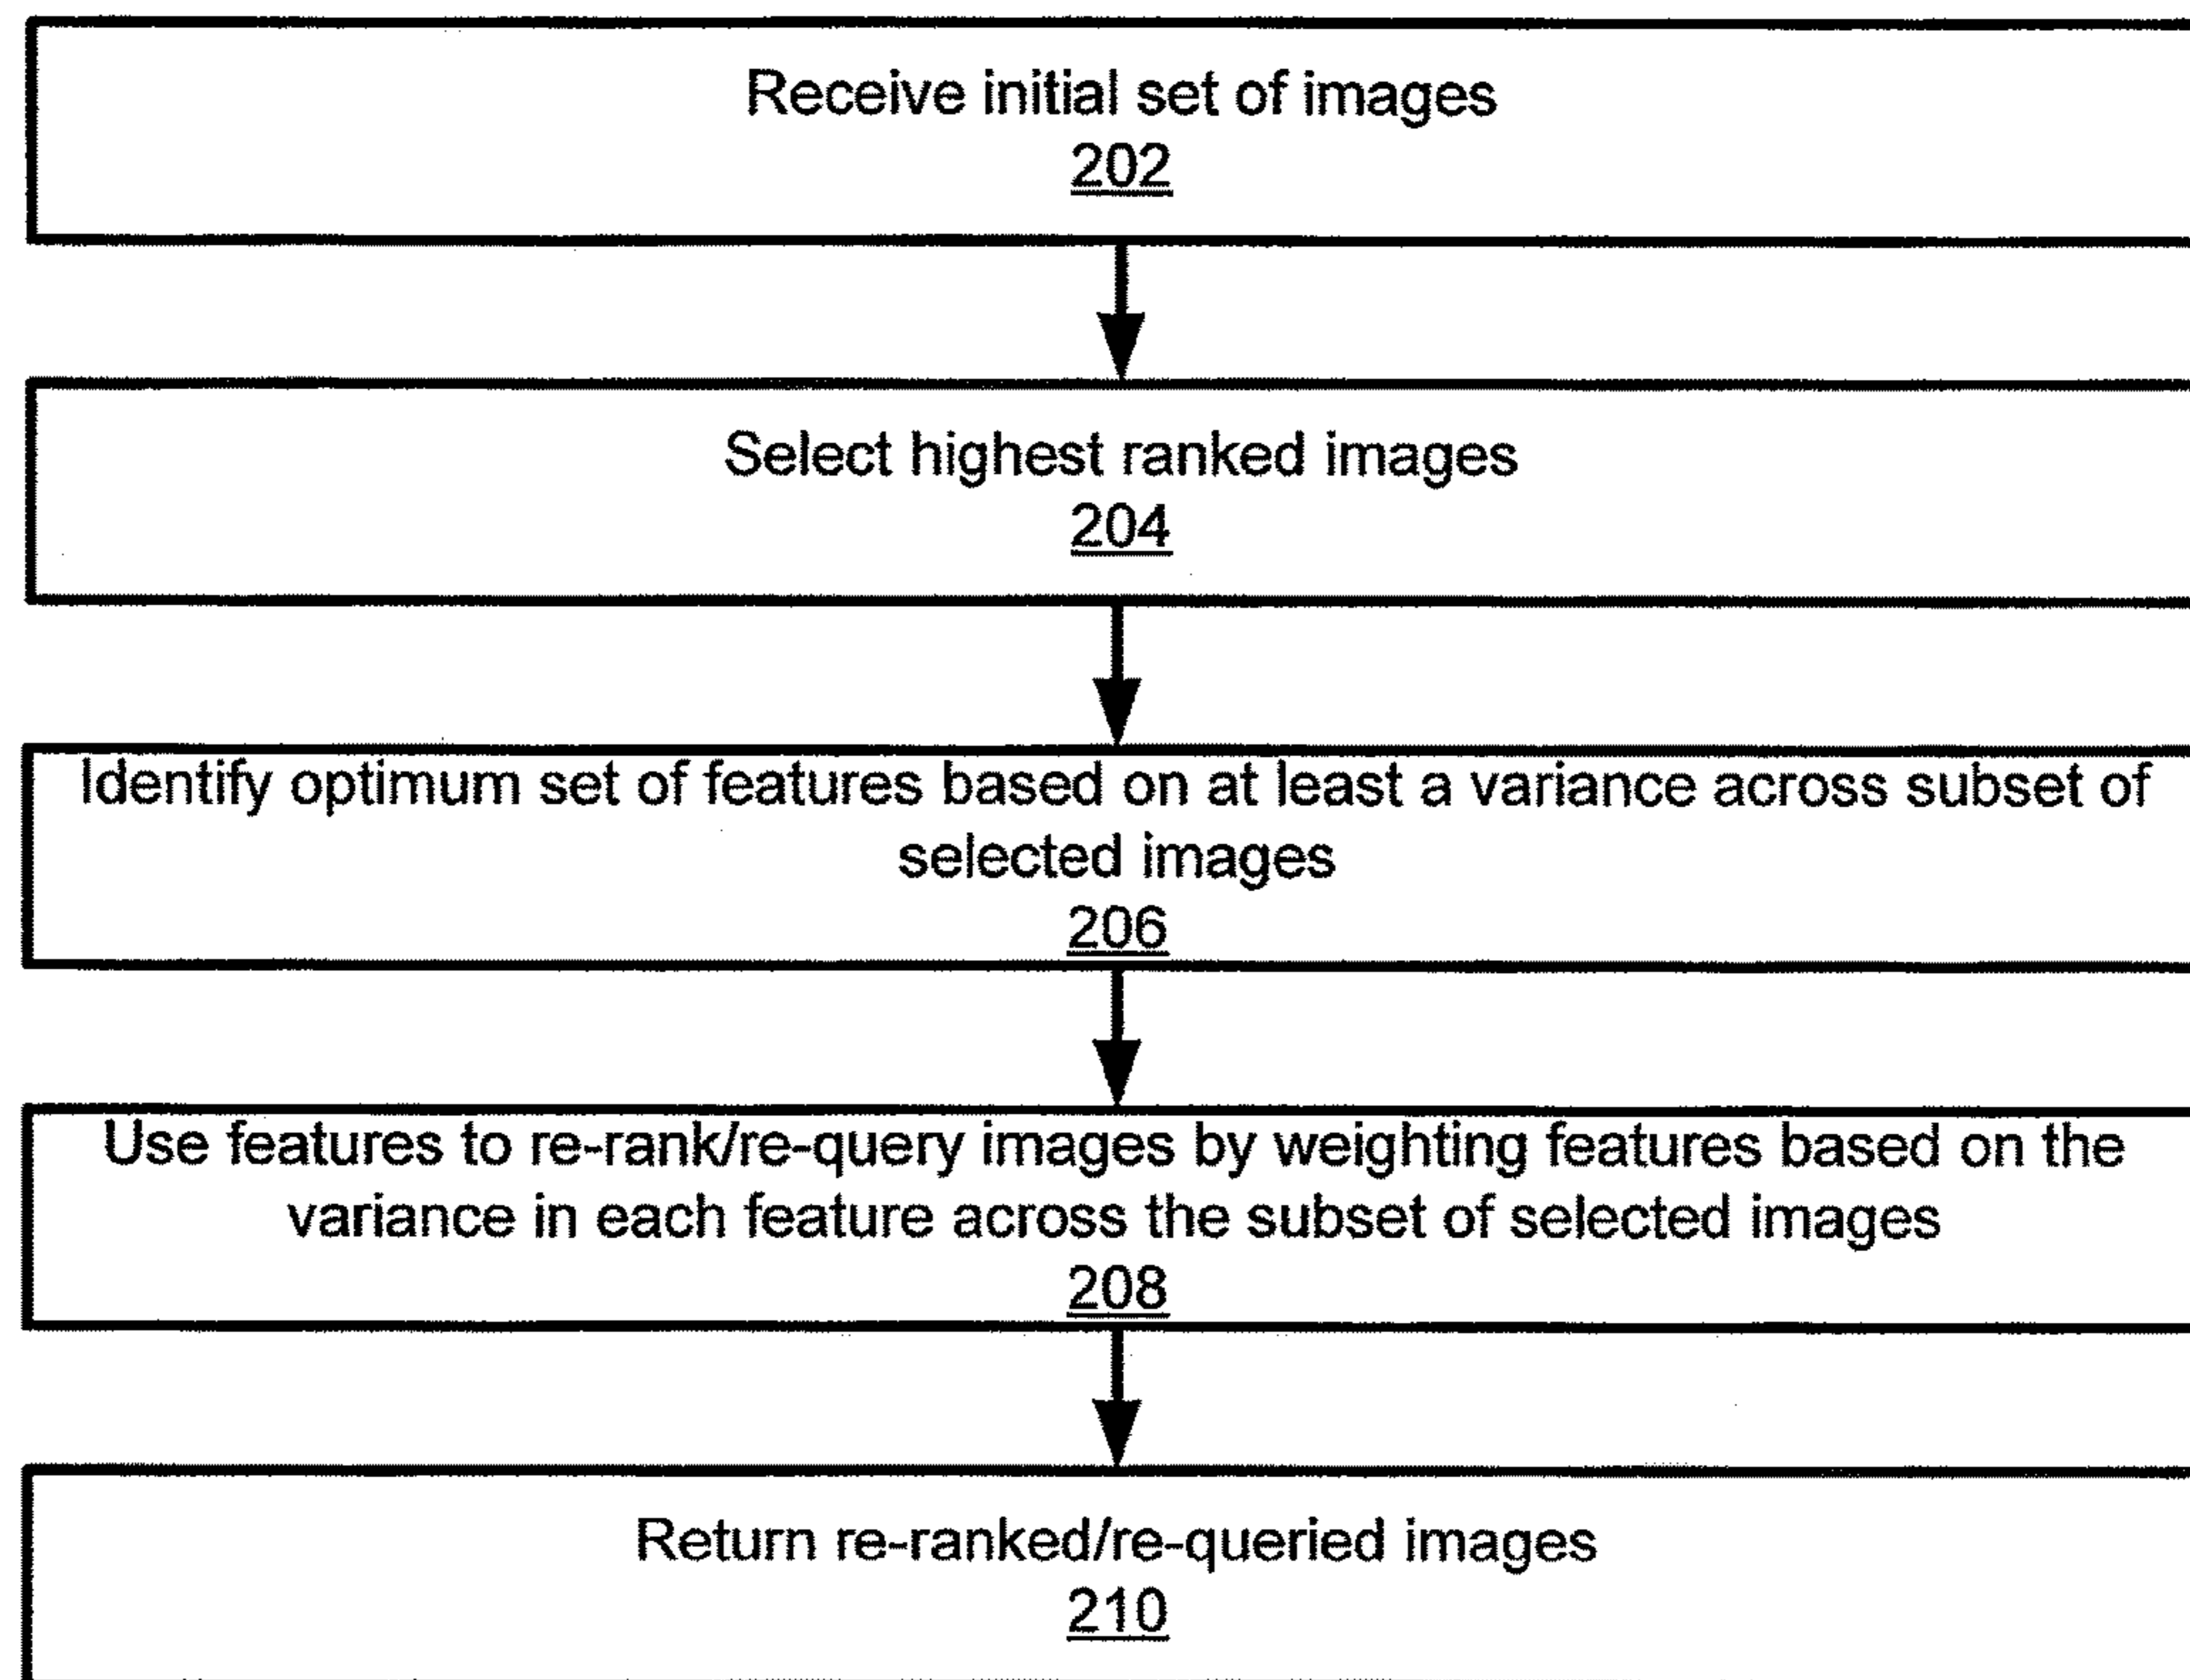 Receive initial set of images
202
Select highest ranked images
204
Identify optimum set of features based on at least a variance across subset of
selected images
206
Use features to re-rank/re-query images by weighting features based on the
variance in each feature across the subset of selected images
208
Return re-ranked/re-queried images
210